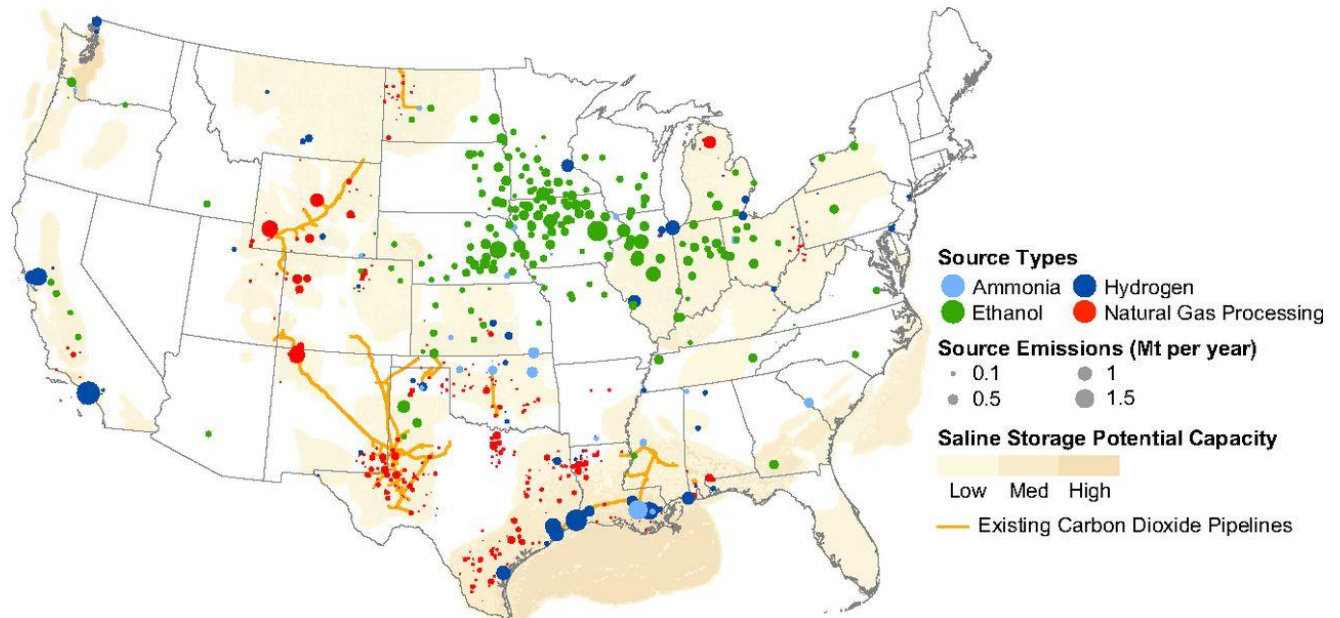 Source Types
Ammonia Hydrogen
Ethanol Natural Gas Processing
Source Emissions (Mt per year)
0.1 1
0.5 1.5
Saline Storage Potential Capacity
Low Med High
Existing Carbon Dioxide Pipelines